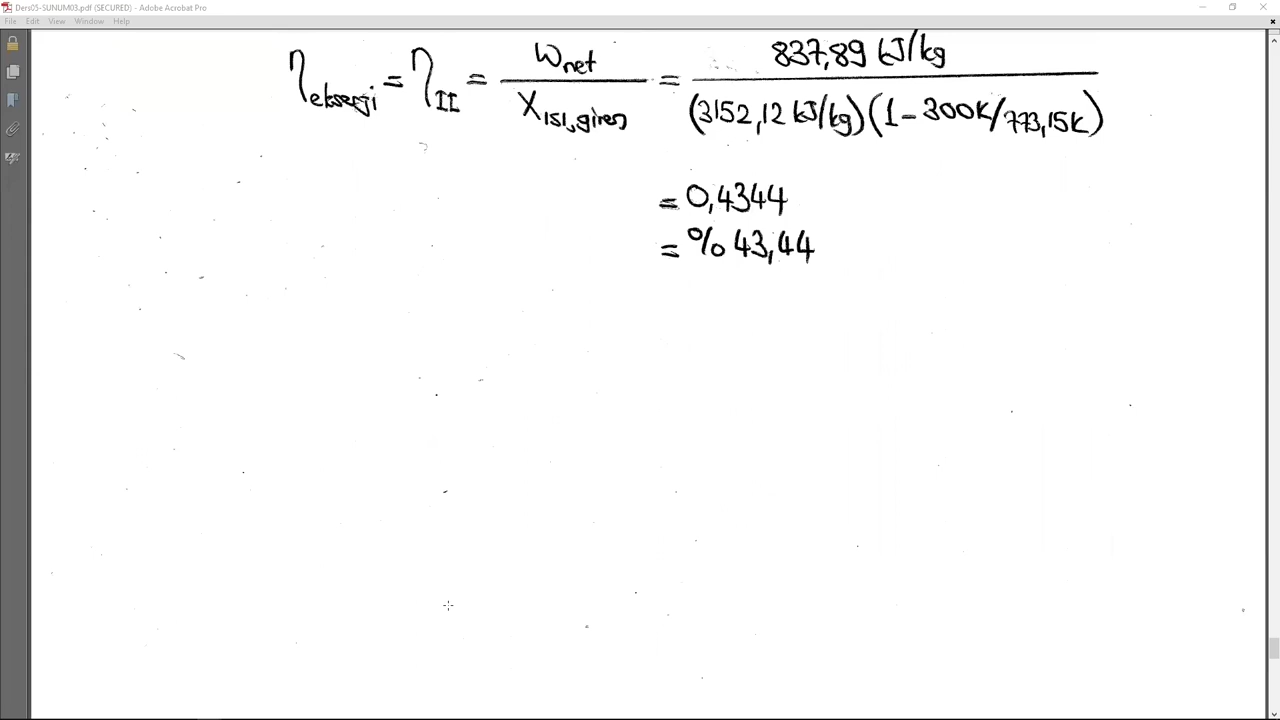 Ders05-SUNUM03.pdf (SECURED) - Adobe Acrobat Pro
File Edit View Window Help
η_eksergi = η_II = w_net / X_ısı,giren = 837,89 kJ/kg / (3152,12 kJ/kg)(1 - 300K/773,15K)
= 0,4344
= %43,44